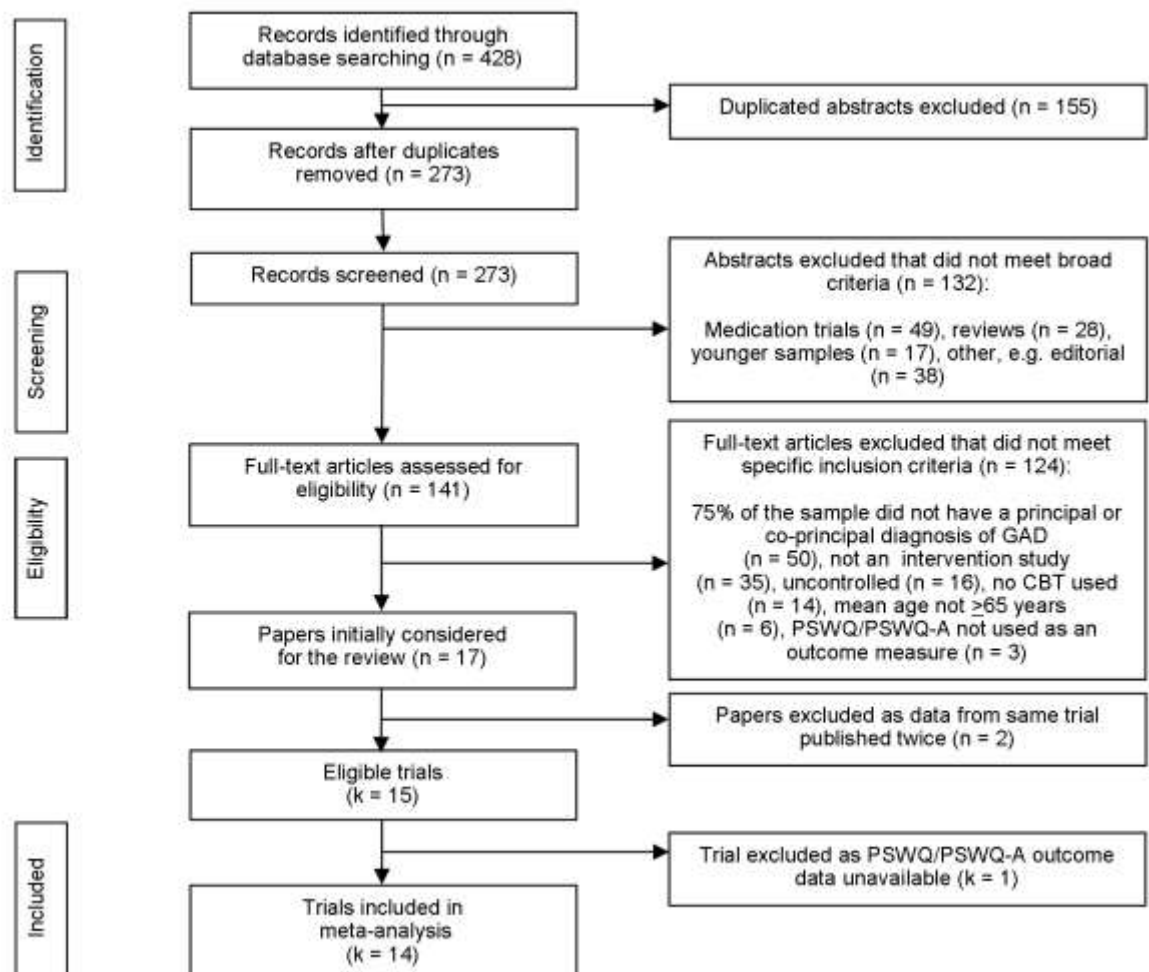 Identification
Records identified through
database searching (n = 428)
Duplicated abstracts excluded (n = 155)
Records after duplicates
removed (n = 273)
Screening
Records screened (n = 273)
Abstracts excluded that did not meet broad
criteria (n = 132):
Medication trials (n = 49), reviews (n = 28),
younger samples (n = 17), other, e.g. editorial
(n = 38)
Eligibility
Full-text articles assessed for
eligibility (n = 141)
Full-text articles excluded that did not meet
specific inclusion criteria (n = 124):
75% of the sample did not have a principal or
co-principal diagnosis of GAD
(n = 50), not an intervention study
(n = 35), uncontrolled (n = 16), no CBT used
(n = 14), mean age not ≥65 years
(n = 6), PSWQ/PSWQ-A not used as an
outcome measure (n = 3)
Papers initially considered
for the review (n = 17)
Papers excluded as data from same trial
published twice (n = 2)
Eligible trials
(k = 15)
Included
Trial excluded as PSWQ/PSWQ-A outcome
data unavailable (k = 1)
Trials included in
meta-analysis
(k = 14)